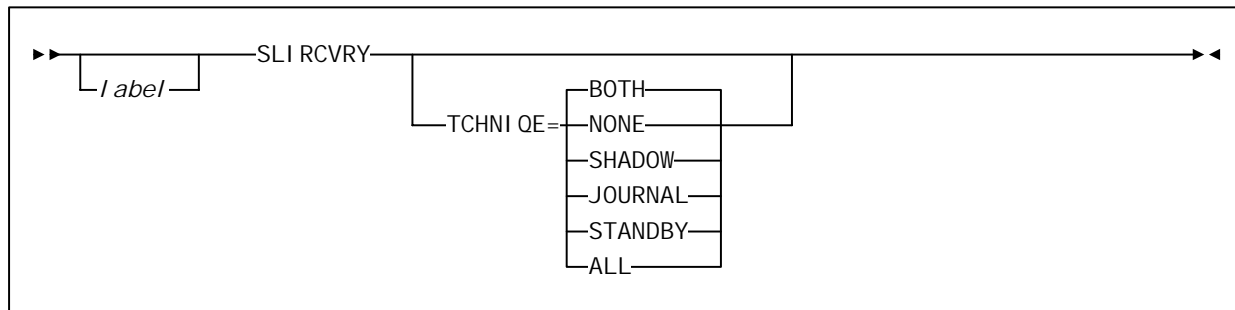 label SLIRCVRY
TCHNIQE=
BOTH
NONE
SHADOW
JOURNAL
STANDBY
ALL